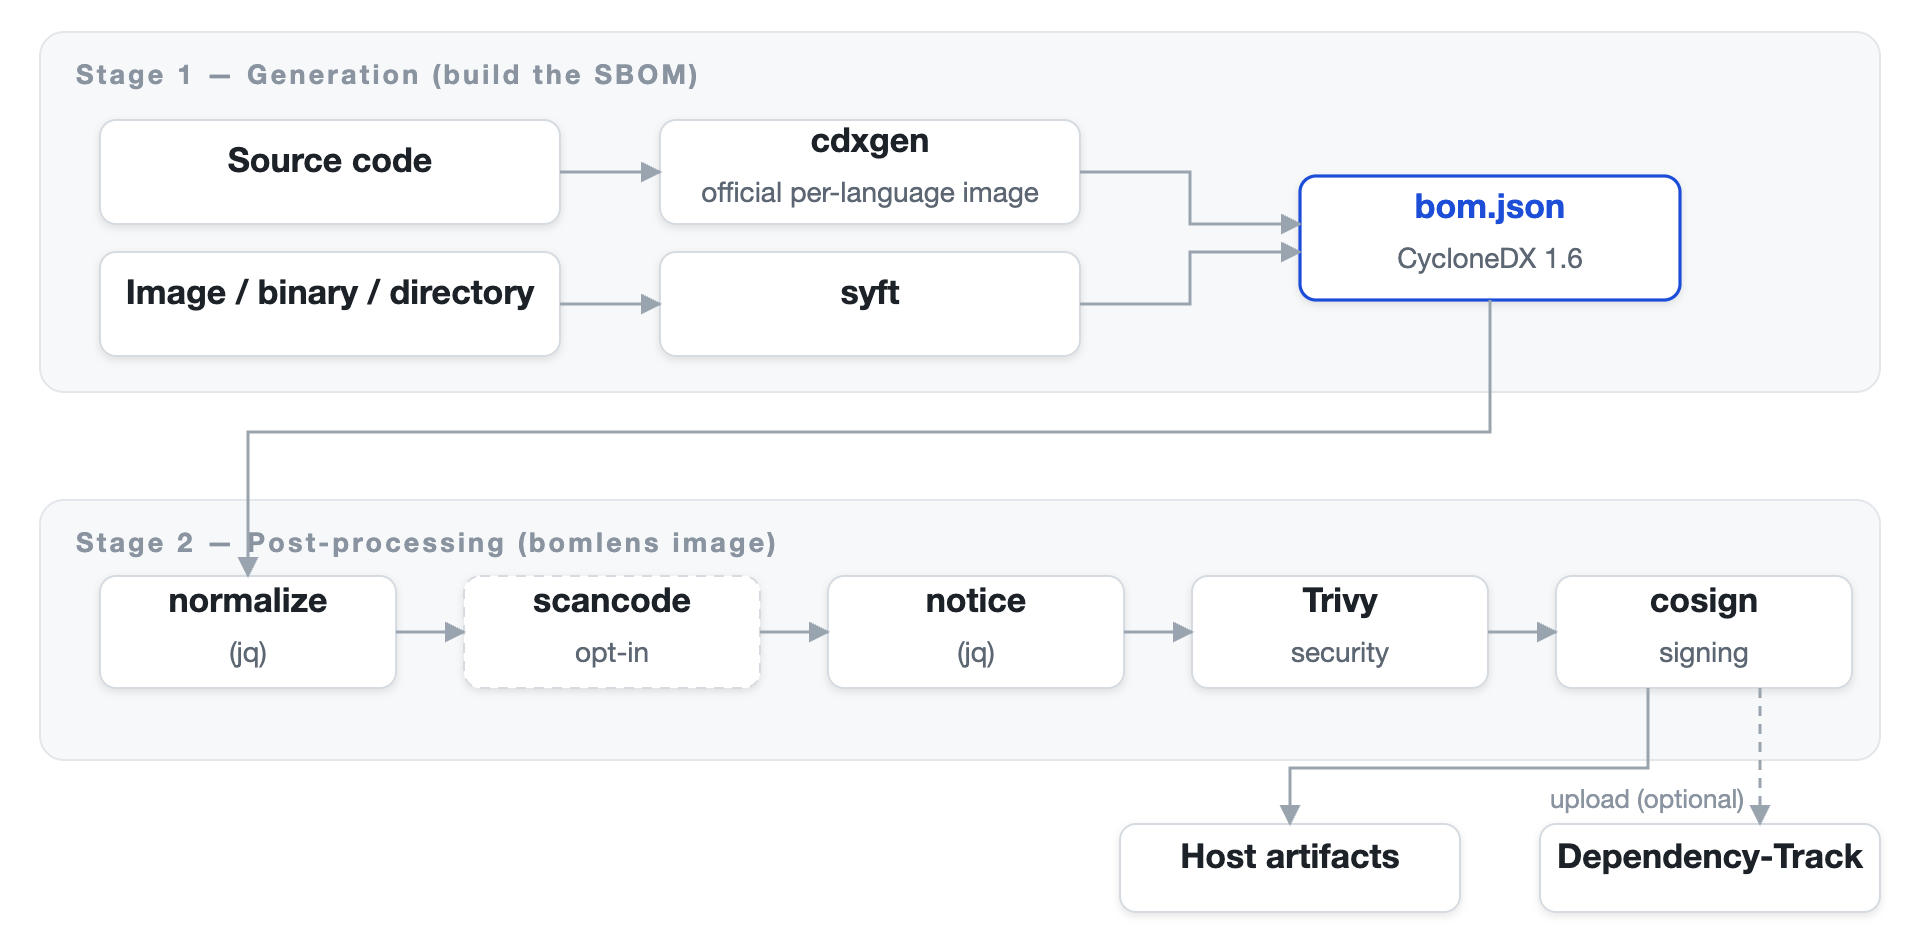 Stage 1 — Generation (build the SBOM)
Source code
cdxgen
official per-language image
Image / binary / directory
syft
bom.json
CycloneDX 1.6
Stage 2 — Post-processing (bomlens image)
normalize
(jq)
scancode
opt-in
notice
(jq)
Trivy
security
cosign
signing
upload (optional)
Host artifacts
Dependency-Track